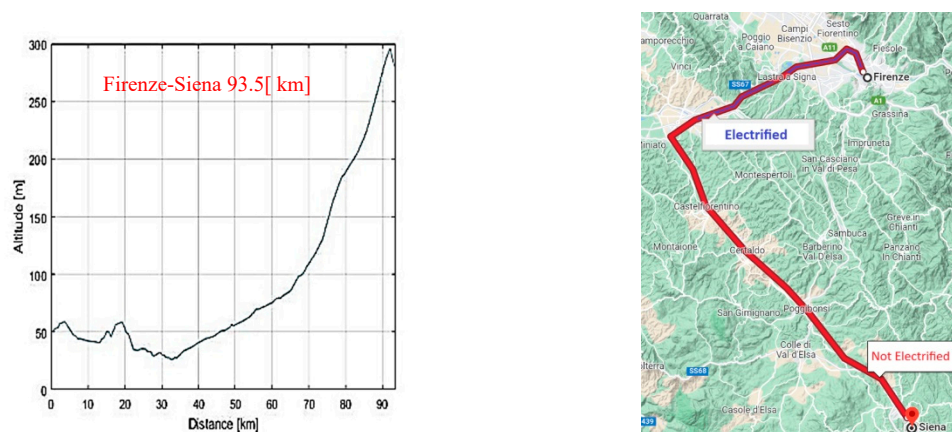 Firenze-Siena 93.5[ km]
Altitude [m]
300
250
200
150
100
50
0
0 10 20 30 40 50 60 70 80 90
Distance [km]
Quarrata
Campi
Bisenzio
Sesto
Fiorentino
amporecchio
Poggio
a Caiano
A11
Fiesole
Vinci
Lastra a Signa
Firenze
SS67
A1
Grassina
Electrified
Miniato
Impruneta
San Casciano
in Val di Pesa
Montespertoli
Castelfiorentino
Greve in
Chianti
Sambuca
Montaione
Certaldo
Barberino
Val D'elsa
Panzano
In Chianti
San Gimignano
Poggibonsi
Colle di
Val d'Elsa
Not Electrified
olterra
SS68
Casole d'Elsa
439
Siena